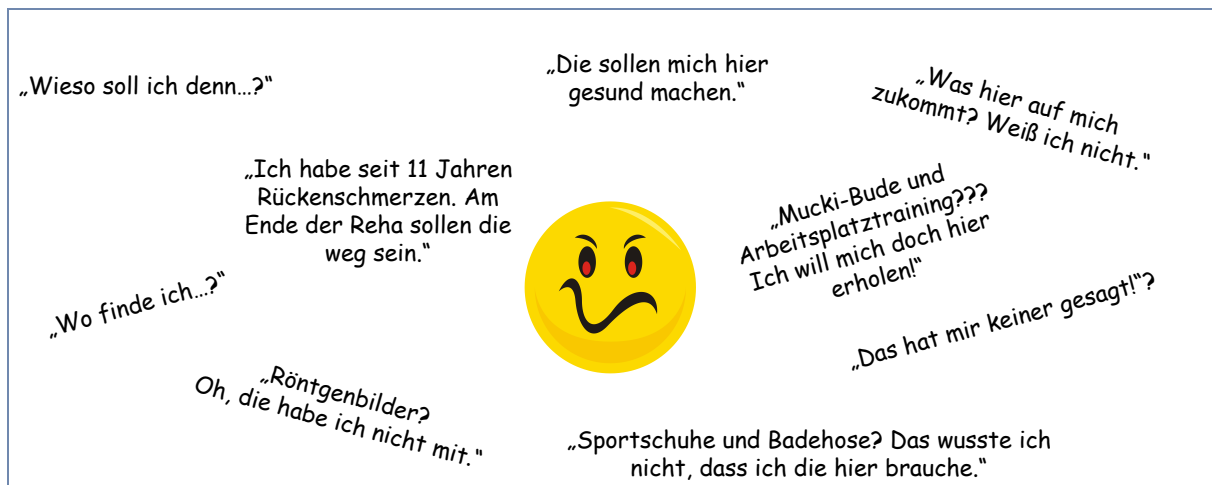 „Wieso soll ich denn…?“
„Die sollen mich hier
gesund machen.“
„Was hier auf mich
zukommt? Weiß ich nicht."
„Ich habe seit 11 Jahren
Rückenschmerzen. Am
Ende der Reha sollen die
weg sein.“
„Mucki-Bude und
Arbeitsplatztraining???
Ich will mich doch hier
erholen!“
„Wo finde ich…?“
„Das hat mir keiner gesagt!“?
„Röntgenbilder?
Oh, die habe ich nicht mit."
„Sportschuhe und Badehose? Das wusste ich
nicht, dass ich die hier brauche.“